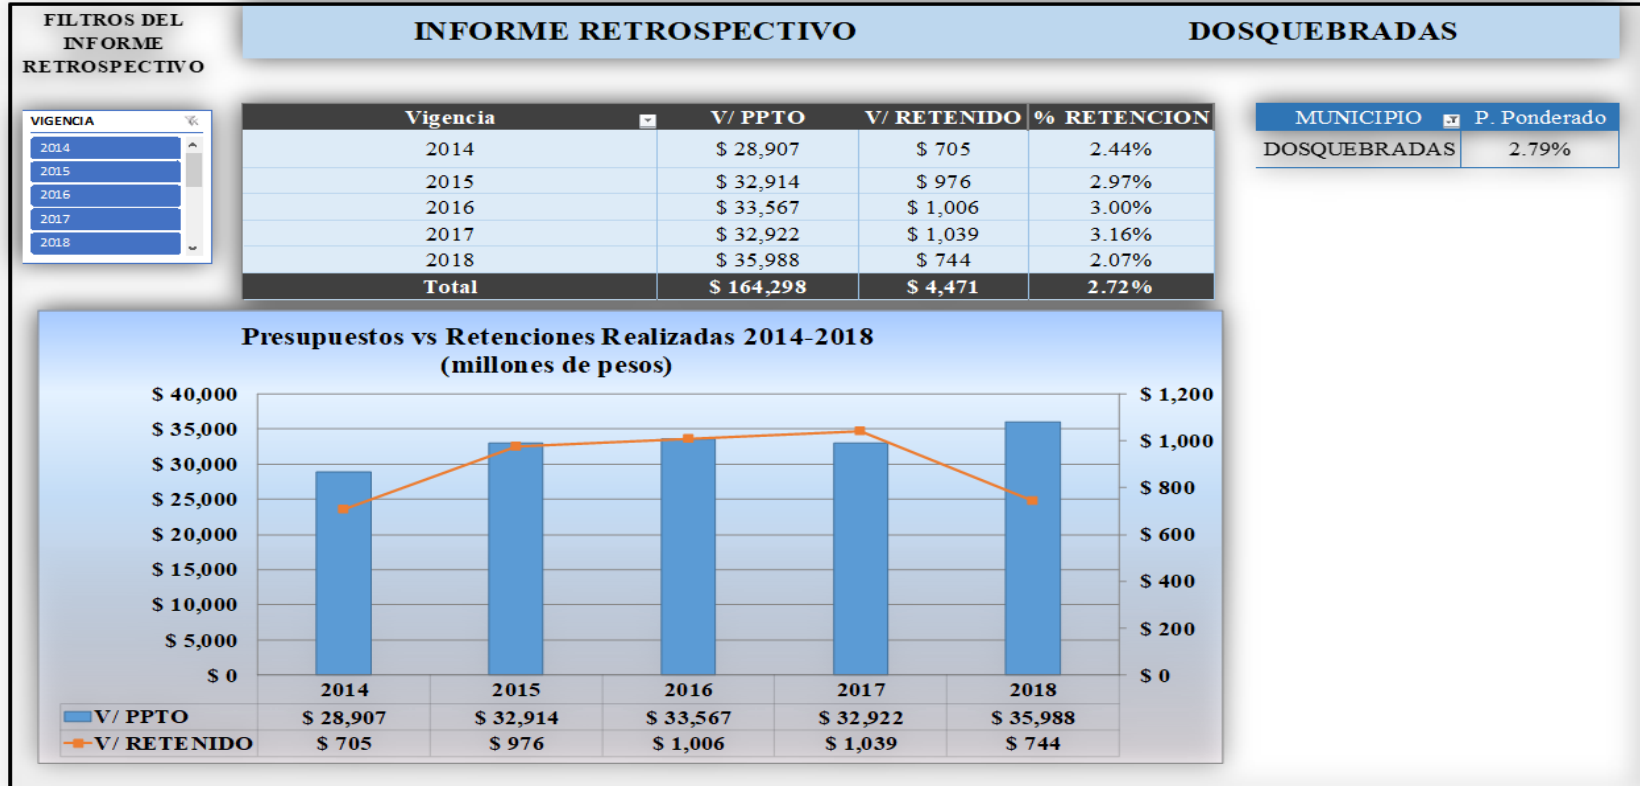 FILTROS DEL
INFORME
RETROSPECTIVO
INFORME RETROSPECTIVO DOSQUEBRADAS
VIGENCIA
2014
2015
2016
2017
2018
Vigencia V/ PPTO V/ RETENIDO % RETENCION
2014 $ 28,907 $ 705 2.44%
2015 $ 32,914 $ 976 2.97%
2016 $ 33,567 $ 1,006 3.00%
2017 $ 32,922 $ 1,039 3.16%
2018 $ 35,988 $ 744 2.07%
Total $ 164,298 $ 4,471 2.72%
MUNICIPIO P. Ponderado
DOSQUEBRADAS 2.79%
Presupuestos vs Retenciones Realizadas 2014-2018
(millones de pesos)
$ 40,000
$ 35,000
$ 30,000
$ 25,000
$ 20,000
$ 15,000
$ 10,000
$ 5,000
$ 0
$ 1,200
$ 1,000
$ 800
$ 600
$ 400
$ 200
$ 0
2014 2015 2016 2017 2018
V/ PPTO $ 28,907 $ 32,914 $ 33,567 $ 32,922 $ 35,988
V/ RETENIDO $ 705 $ 976 $ 1,006 $ 1,039 $ 744